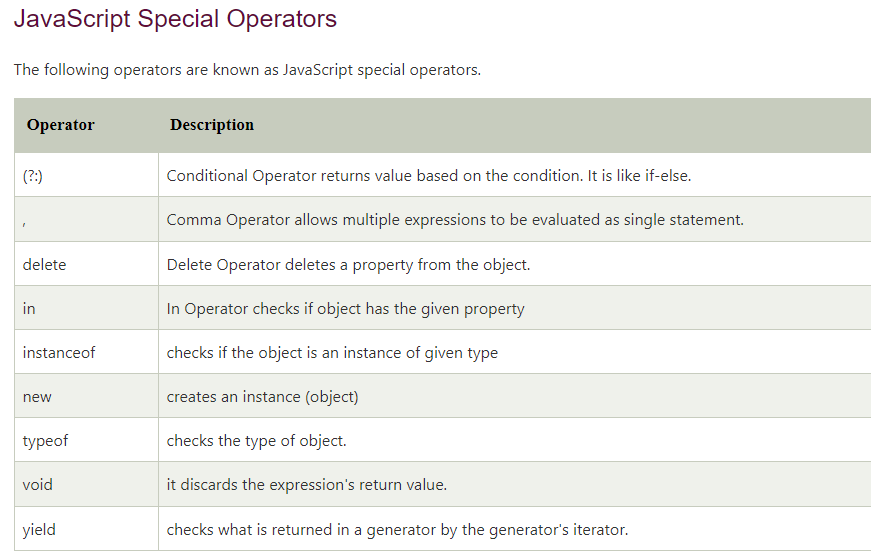 JavaScript Special Operators
The following operators are known as JavaScript special operators.
Operator Description
(?:) Conditional Operator returns value based on the condition. It is like if-else.
, Comma Operator allows multiple expressions to be evaluated as single statement.
delete Delete Operator deletes a property from the object.
in In Operator checks if object has the given property
instanceof checks if the object is an instance of given type
new creates an instance (object)
typeof checks the type of object.
void it discards the expression's return value.
yield checks what is returned in a generator by the generator's iterator.